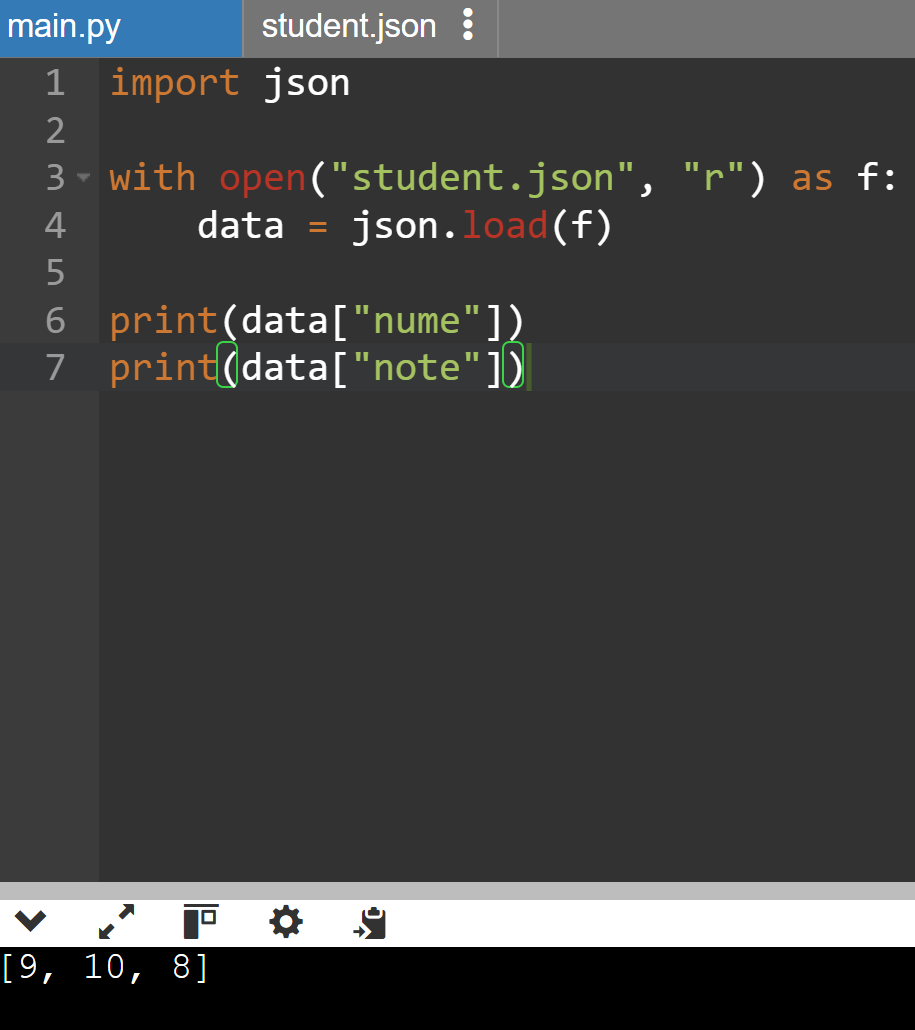 main.py student.json
1 import json
2
3 with open("student.json", "r") as f:
4     data = json.load(f)
5
6 print(data["nume"])
7 print(data["note"])
[9, 10, 8]